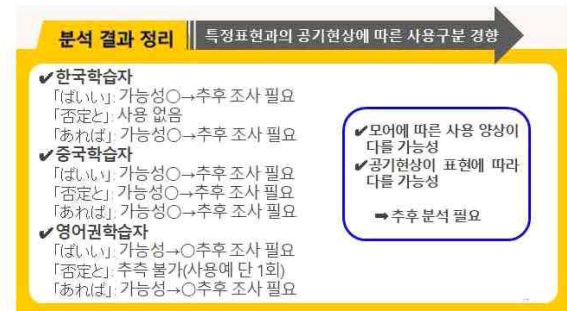 분석 결과 정리
특정표현과의 공기현상에 따른 사용구분 경향
✔한국학습자
「ばいい」: 가능성○→추후 조사 필요
「否定と」: 사용 없음
「あれば」: 가능성○→추후 조사 필요
✔중국학습자
「ばいい」: 가능성○→추후 조사 필요
「否定と」: 가능성○→추후 조사 필요
「あれば」: 가능성○→추후 조사 필요
✔영어권학습자
「ばいい」: 가능성→○추후 조사 필요
「否定と」: 추측 불가(사용예 단 1회)
「あれば」: 가능성→○추후 조사 필요
✔모어에 따른 사용 양상이
다를 가능성
✔공기현상이 표현에 따라
다를 가능성
➡추후 분석 필요